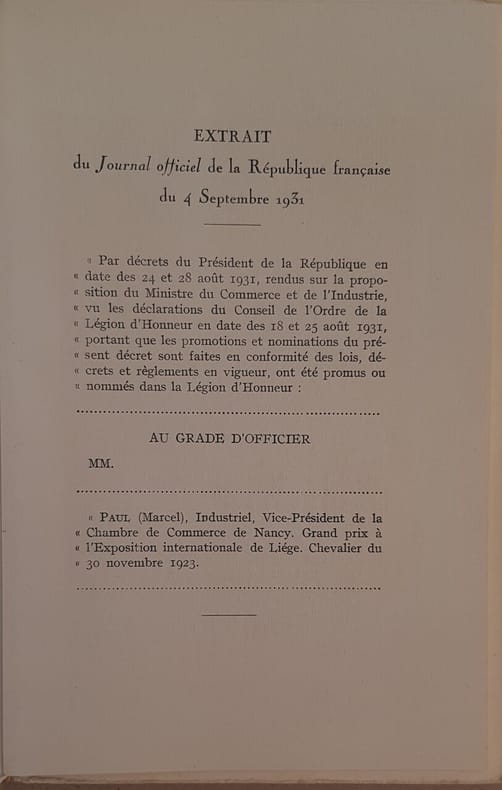 EXTRAIT
du Journal officiel de la République française
du 4 Septembre 1931
« Par décrets du Président de la République en
« date des 24 et 28 août 1931, rendus sur la propo-
« sition du Ministre du Commerce et de l'Industrie,
« vu les déclarations du Conseil de l'Ordre de la
« Légion d'Honneur en date des 18 et 25 août 1931,
« portant que les promotions et nominations du pré-
« sent décret sont faites en conformité des lois, dé-
« crets et règlements en vigueur, ont été promus ou
« nommés dans la Légion d'Honneur :
AU GRADE D'OFFICIER
MM.
« PAUL (Marcel), Industriel, Vice-Président de la
« Chambre de Commerce de Nancy. Grand prix à
« l'Exposition internationale de Liége. Chevalier du
« 30 novembre 1923.